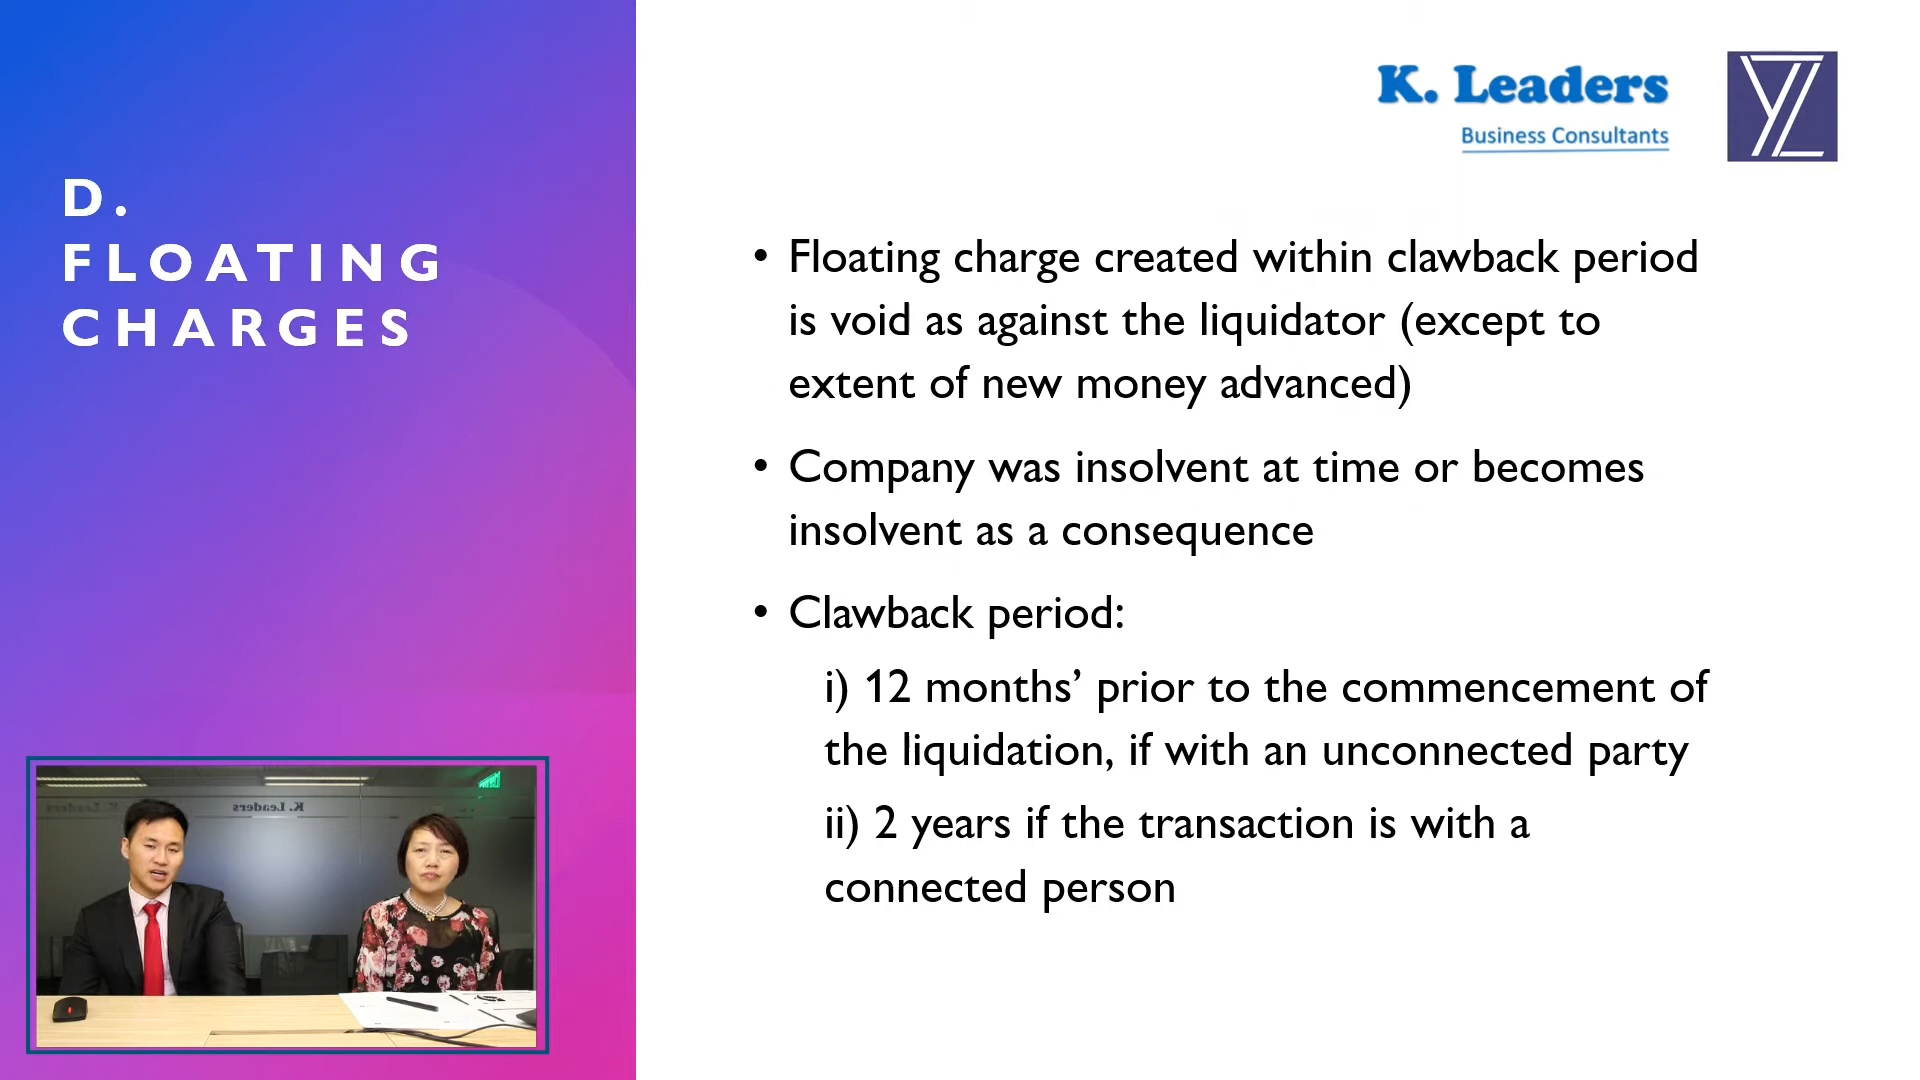 D.
FLOATING
CHARGES
K. Leaders
Business Consultants
YZ
• Floating charge created within clawback period
is void as against the liquidator (except to
extent of new money advanced)
• Company was insolvent at time or becomes
insolvent as a consequence
• Clawback period:
i) 12 months’ prior to the commencement of
the liquidation, if with an unconnected party
ii) 2 years if the transaction is with a
connected person
K. Leaders